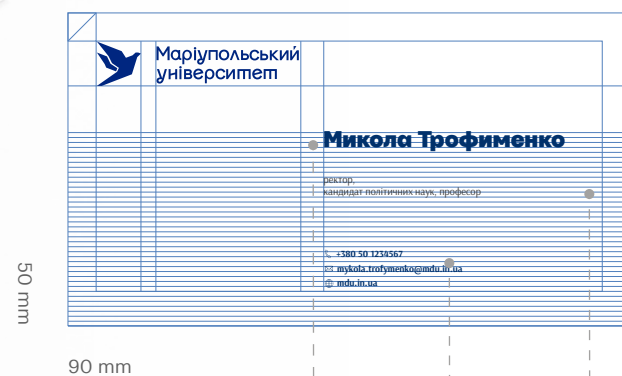 Маріупольський
університет
Микола Трофименко
ректор,
кандидат політичних наук, професор
+380 50 1234567
mykola.trofymenko@mdu.in.ua
mdu.in.ua
50 mm
90 mm